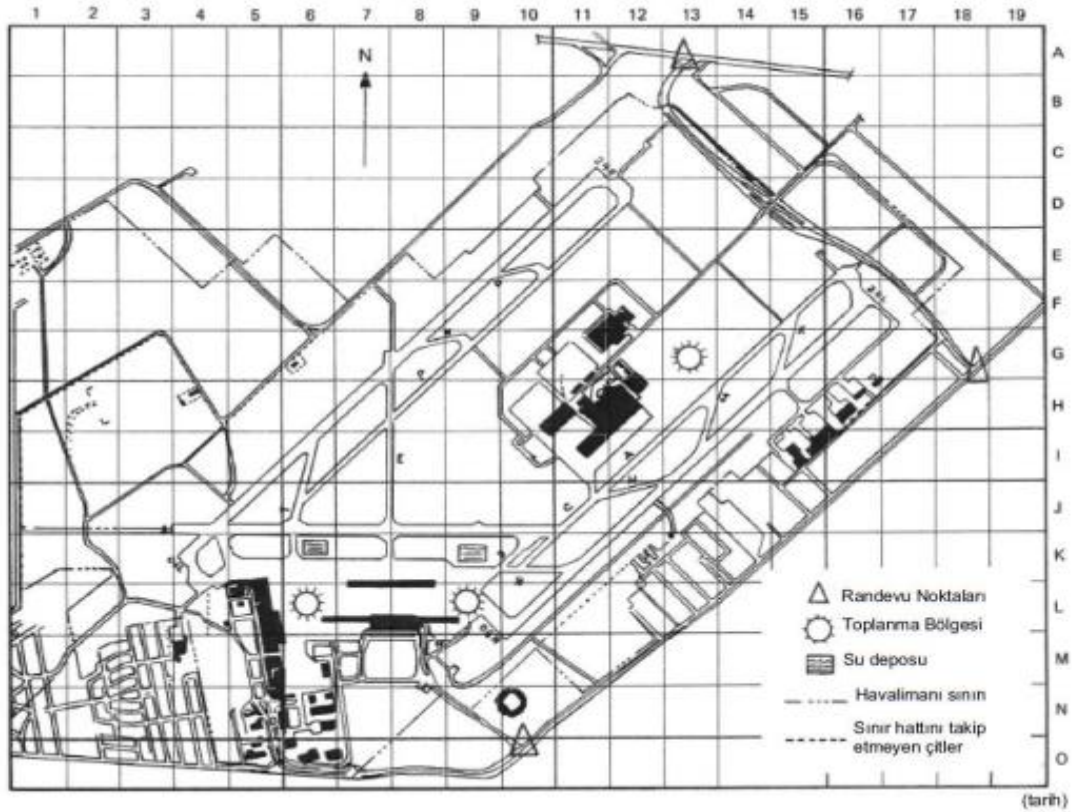 1 2 3 4 5 6 7 8 9 10 11 12 13 14 15 16 17 18 19
N
A
B
C
D
E
F
G
H
I
J
K
L
M
N
O
24L
Randevu Noktaları
Toplanma Bölgesi
Su deposu
Havalimanı sınırı
Sınır hattını takip
etmeyen çitler
(tarih)